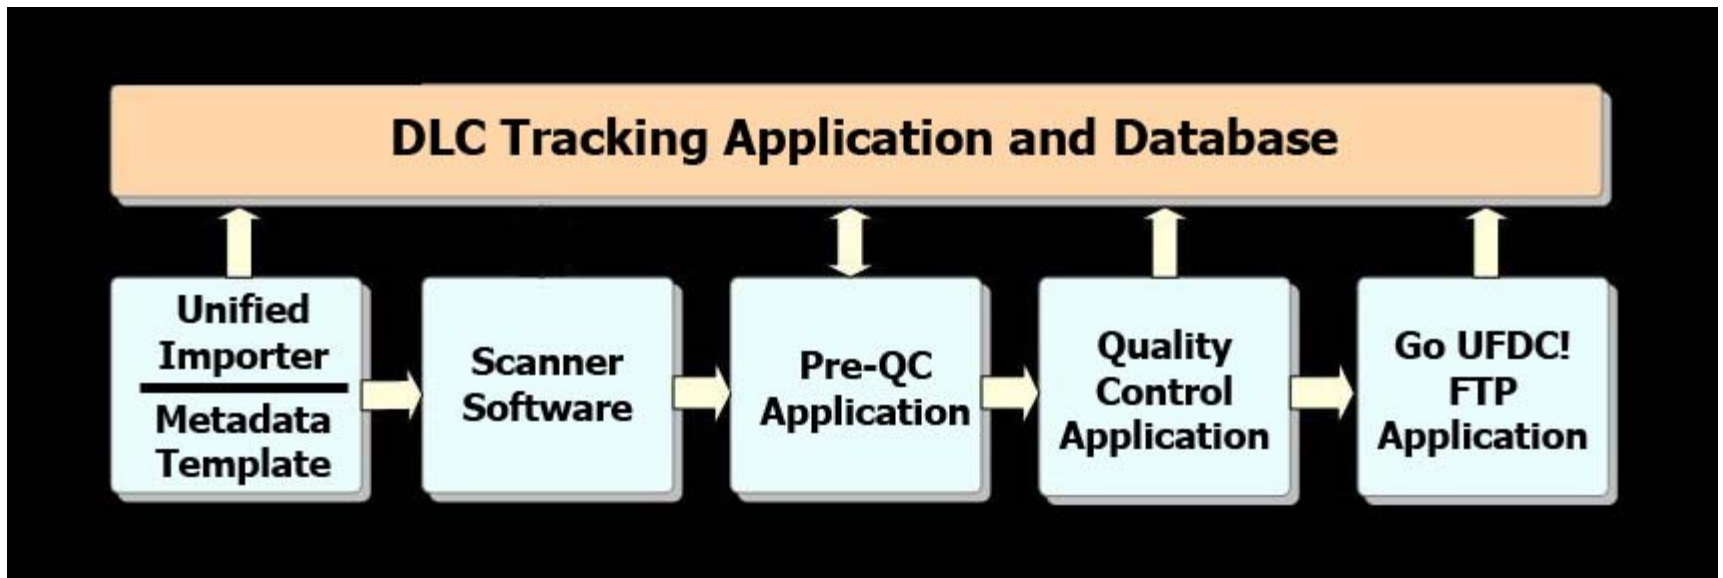 DLC Tracking Application and Database
Unified
Importer
Metadata
Template
Scanner
Software
Pre-QC
Application
Quality
Control
Application
Go UFDC!
FTP
Application